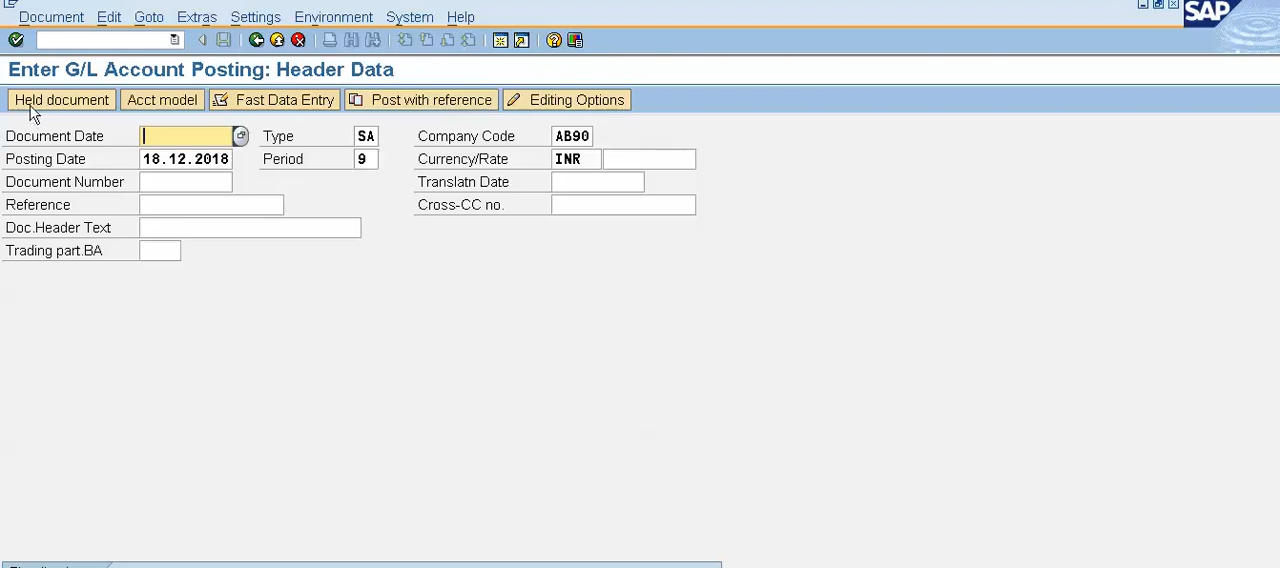 Document Edit Goto Extras Settings Environment System Help
SAP
Enter G/L Account Posting: Header Data
Held document Acct model Fast Data Entry Post with reference Editing Options
Document Date Type SA Company Code AB90
Posting Date 18.12.2018 Period 9 Currency/Rate INR
Document Number Translatn Date
Reference Cross-CC no.
Doc.Header Text
Trading part.BA